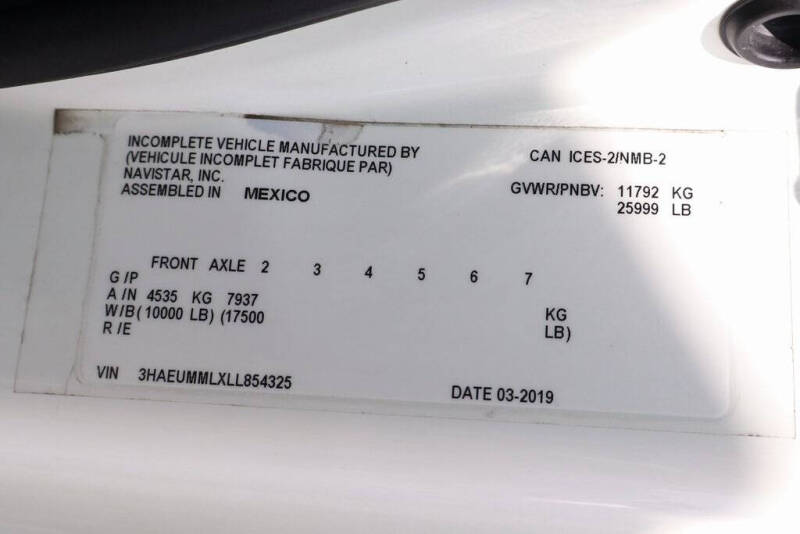 INCOMPLETE VEHICLE MANUFACTURED BY
(VEHICULE INCOMPLET FABRIQUE PAR)
NAVISTAR, INC.
ASSEMBLED IN MEXICO
CAN ICES-2/NMB-2
GVWR/PNBV: 11792 KG
25999 LB
FRONT AXLE 2 3 4 5 6 7
G/P
A/N 4535 KG 7937 KG
W/B (10000 LB) (17500 LB)
R/E
VIN 3HAEUMMLXLL854325
DATE 03-2019